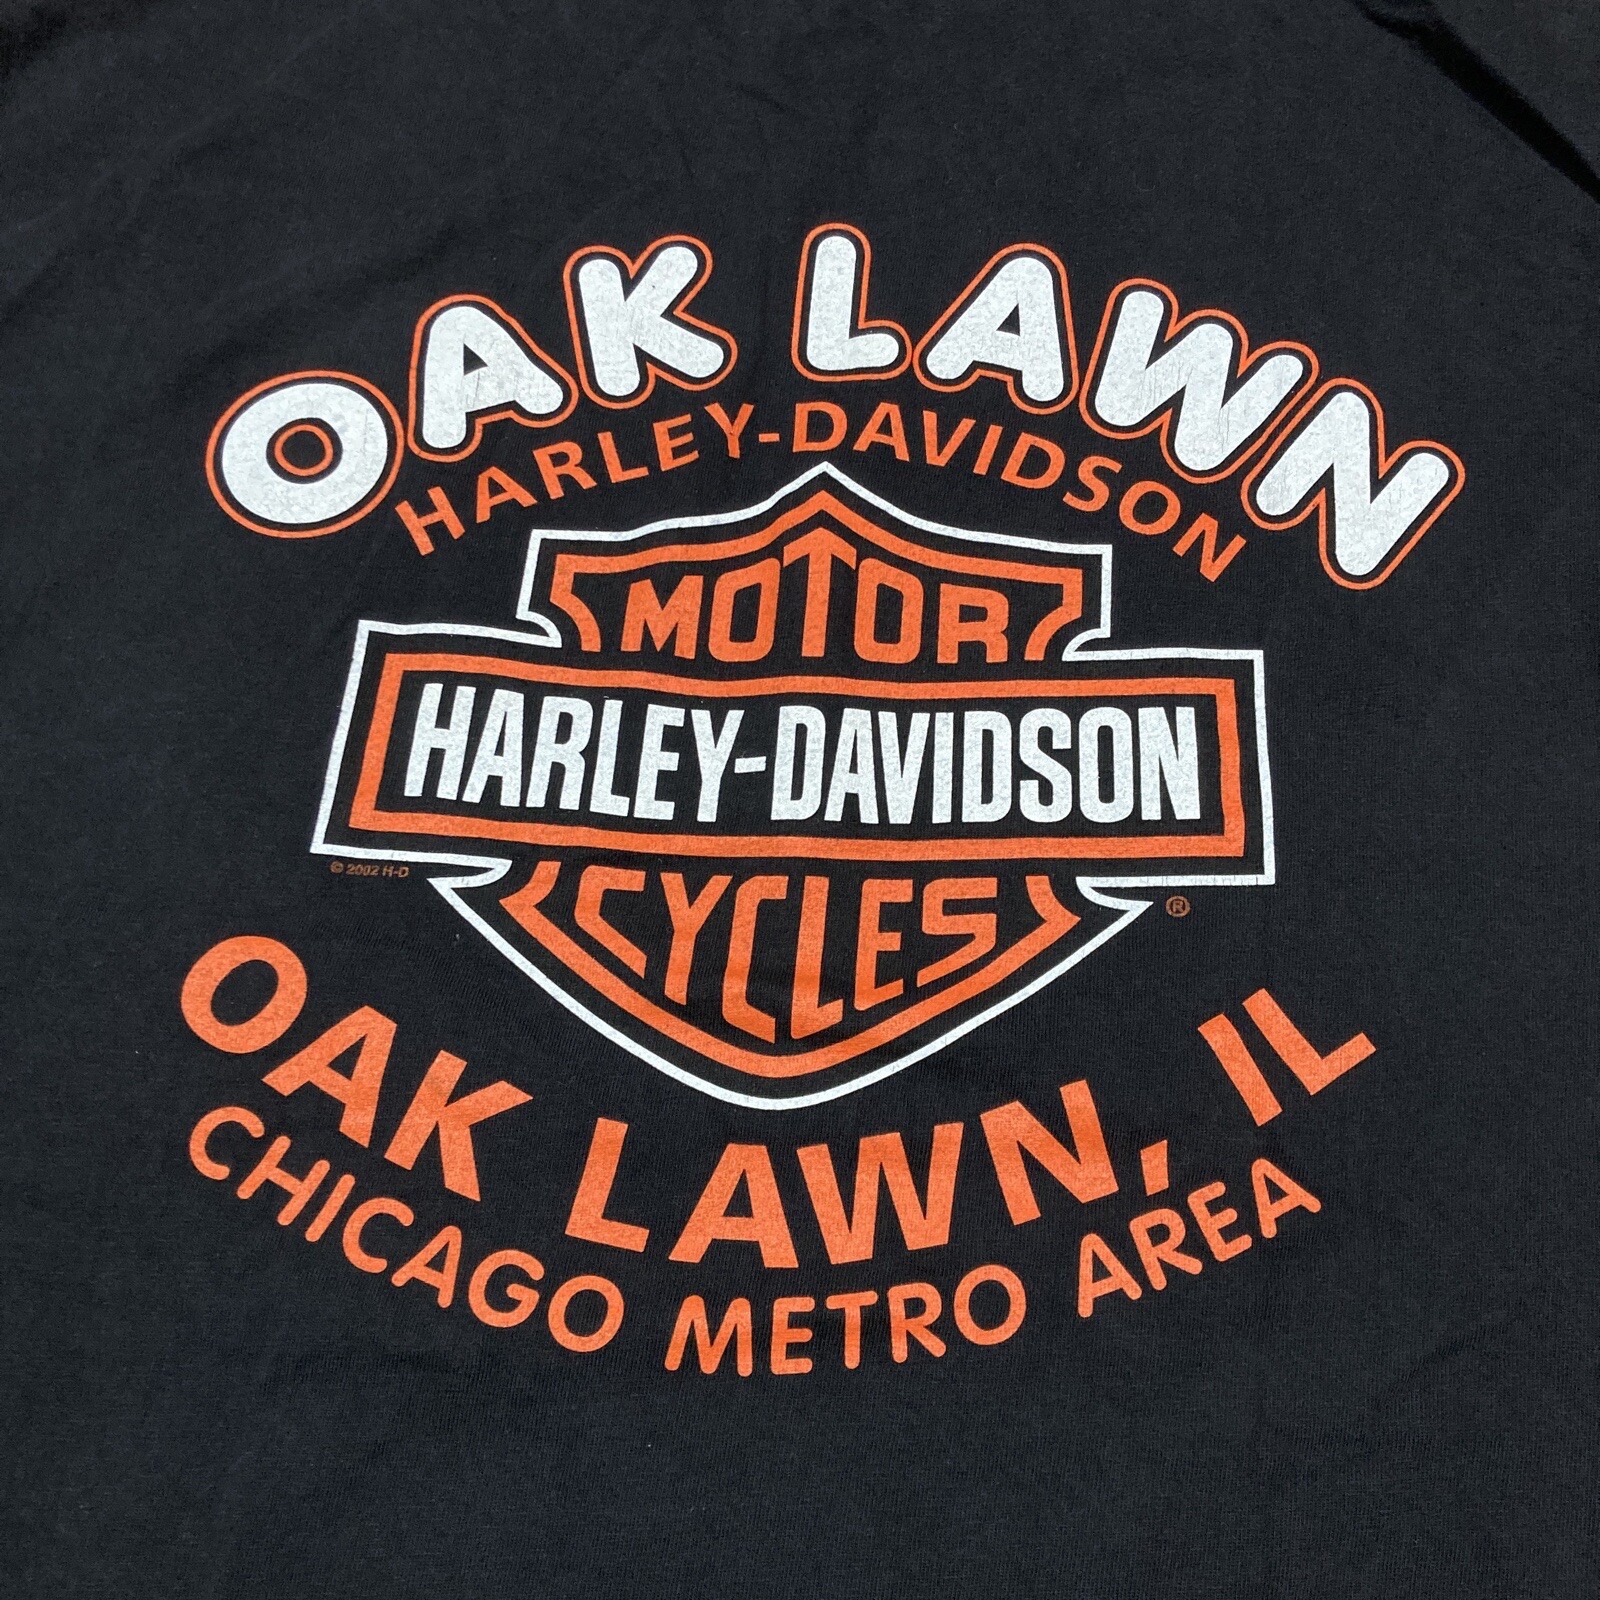 OAK LAWN
HARLEY-DAVIDSON
MOTOR
HARLEY-DAVIDSON
CYCLES
© 2002 H-D
®
OAK LAWN, IL
CHICAGO METRO AREA